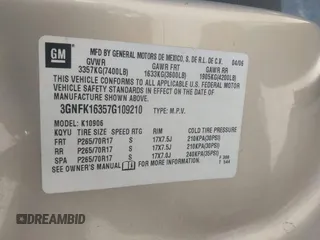 GM
MFD BY GENERAL MOTORS DE MEXICO, S. DE R.L. DE C.V.
GVWR GAWR FRT GAWR RR 04/06
3357KG(7400LB) 1633KG(3600LB) 1905KG(4200LB)
THIS VEHICLE CONFORMS TO ALL APPLICABLE U.S. FEDERAL MOTOR
VEHICLE SAFETY STANDARDS IN EFFECT ON THE DATE OF
MANUFACTURE SHOWN ABOVE.
3GNFK16357G109210 TYPE: M.P.V.
K10906
KQYU TIRE SIZE SPEED RTG RIM COLD TIRE PRESSURE
FRT P265/70R17 S 17X7.5J 210KPA(30PSI)
RR P265/70R17 S 17X7.5J 210KPA(30PSI)
SPA P265/70R17 S 17X7.5J 240KPA(35PSI)
SEE OWNER'S MANUAL FOR MORE INFORMATION.
DREAMBID